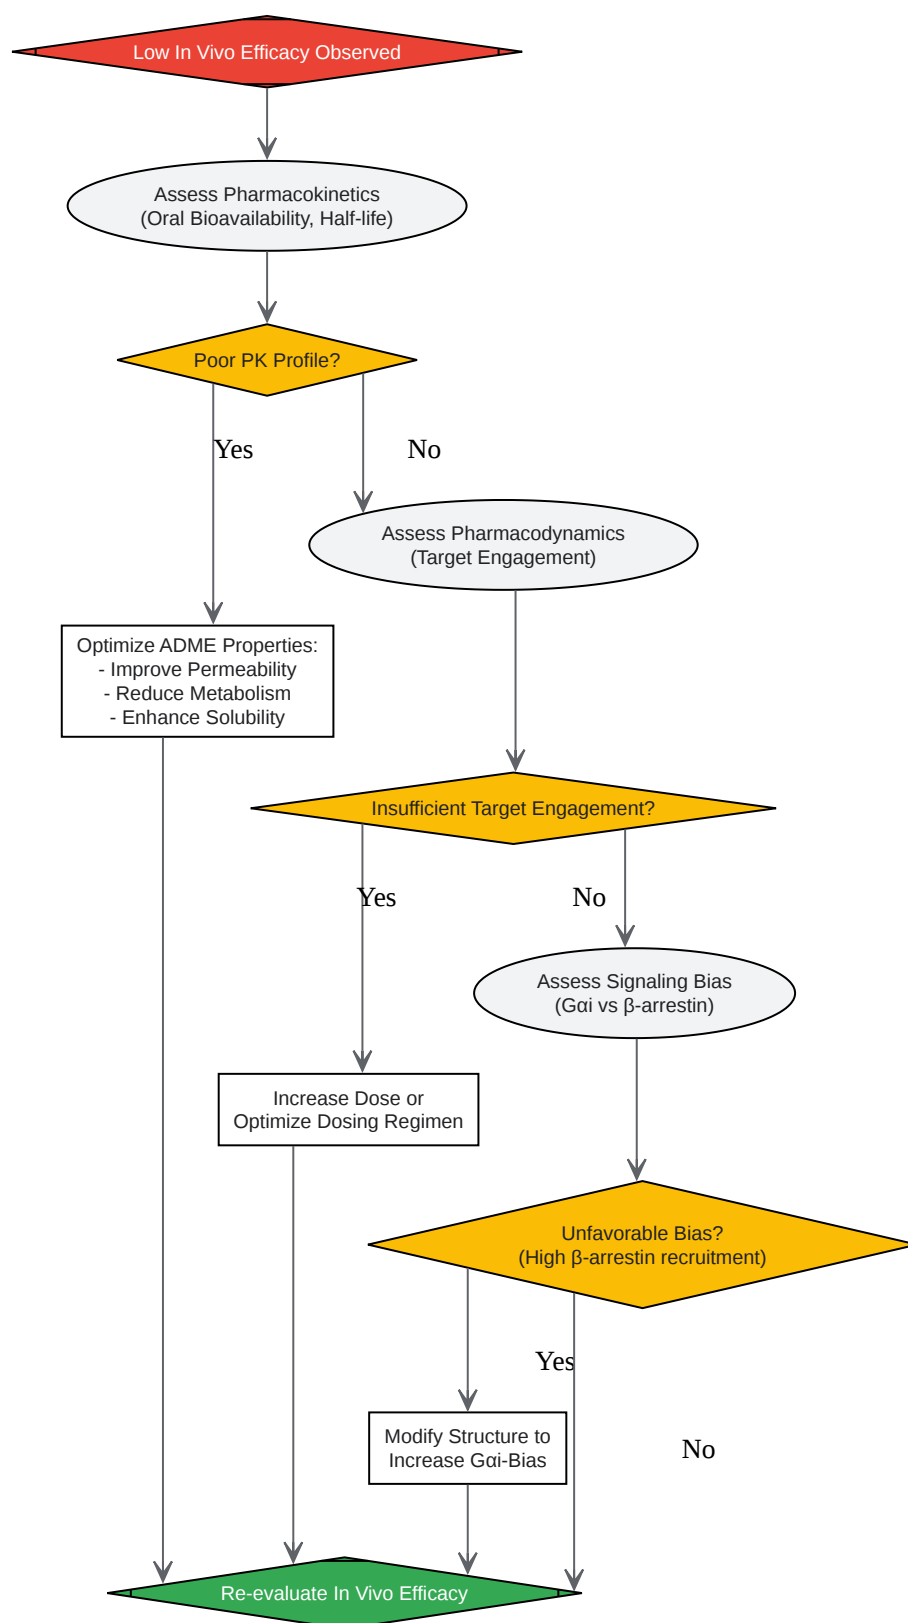 Low In Vivo Efficacy Observed
Assess Pharmacokinetics
(Oral Bioavailability, Half-life)
Poor PK Profile?
Yes
No
Assess Pharmacodynamics
(Target Engagement)
Optimize ADME Properties:
- Improve Permeability
- Reduce Metabolism
- Enhance Solubility
Insufficient Target Engagement?
Yes
No
Assess Signaling Bias
(Gαi vs β-arrestin)
Increase Dose or
Optimize Dosing Regimen
Unfavorable Bias?
(High β-arrestin recruitment)
Yes
No
Modify Structure to
Increase Gαi-Bias
Re-evaluate In Vivo Efficacy